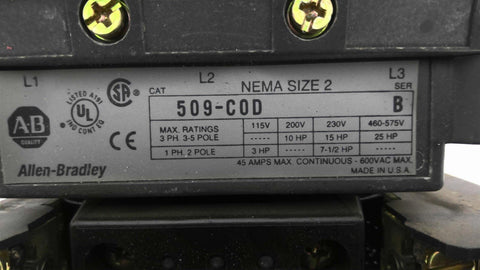 L1 L2 L3
CAT NEMA SIZE 2 SER
509-COD B
A-B
QUALITY
LISTED A191
UL
IND CONT EQ
SA
CE
MAX. RATINGS 115V 200V 230V 460-575V
3 PH. 3-5 POLE ----- 10 HP 15 HP 25 HP
1 PH. 2 POLE 3 HP ----- 7-1/2 HP -----
45 AMPS MAX. CONTINUOUS - 600VAC MAX.
Allen-Bradley MADE IN U.S.A.